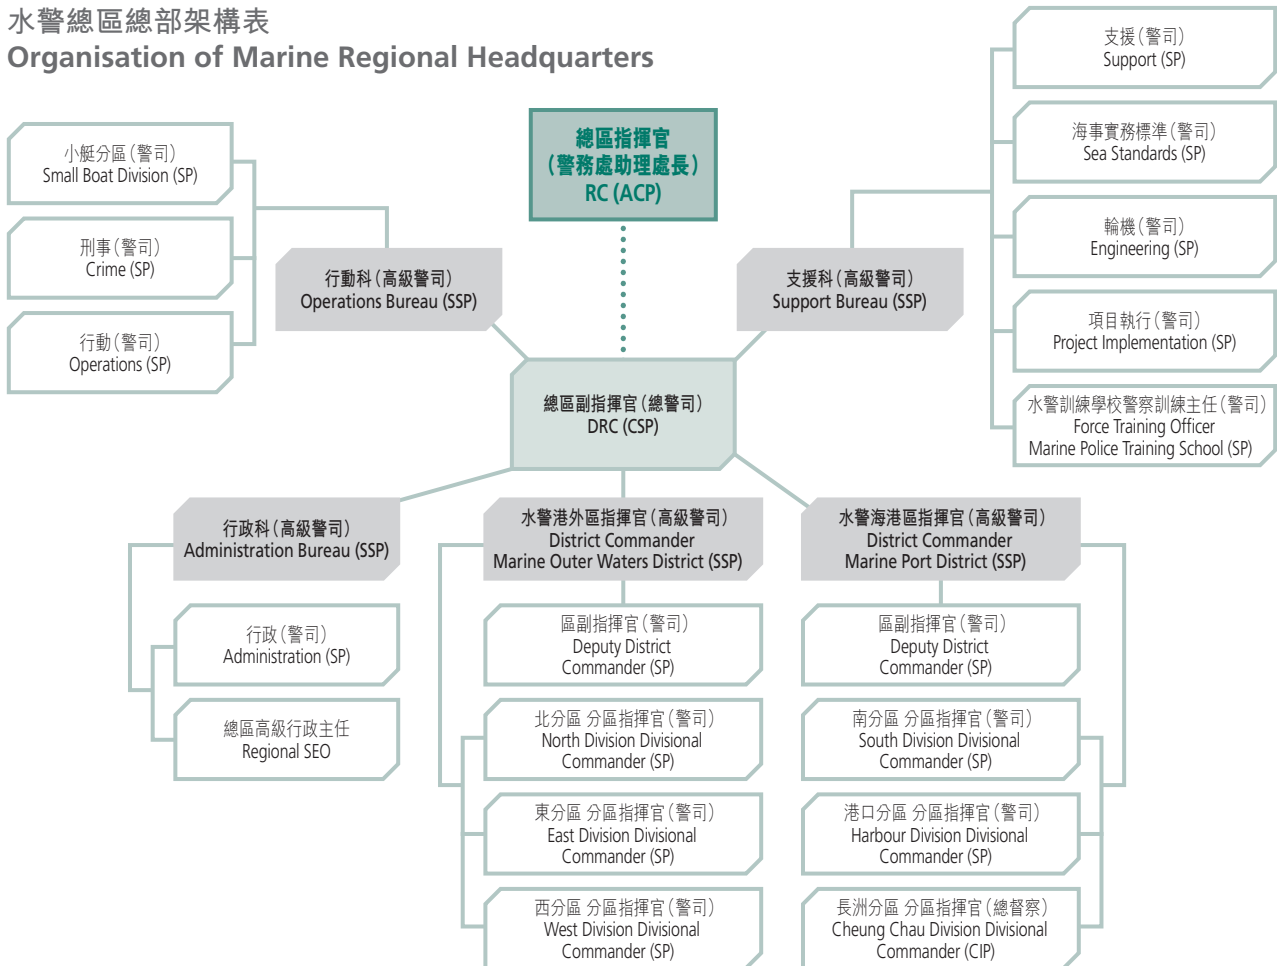 水警總區總部架構表
Organisation of Marine Regional Headquarters
總區指揮官
（警務處助理處長）
RC (ACP)
小艇分區（警司）
Small Boat Division (SP)
刑事（警司）
Crime (SP)
行動（警司）
Operations (SP)
行動科（高級警司）
Operations Bureau (SSP)
支援科（高級警司）
Support Bureau (SSP)
支援（警司）
Support (SP)
海事實務標準（警司）
Sea Standards (SP)
輪機（警司）
Engineering (SP)
項目執行（警司）
Project Implementation (SP)
水警訓練學校警察訓練主任（警司）
Force Training Officer
Marine Police Training School (SP)
總區副指揮官（總警司）
DRC (CSP)
行政科（高級警司）
Administration Bureau (SSP)
行政（警司）
Administration (SP)
總區高級行政主任
Regional SEO
水警港外區指揮官（高級警司）
District Commander
Marine Outer Waters District (SSP)
區副指揮官（警司）
Deputy District
Commander (SP)
北分區 分區指揮官（警司）
North Division Divisional
Commander (SP)
東分區 分區指揮官（警司）
East Division Divisional
Commander (SP)
西分區 分區指揮官（警司）
West Division Divisional
Commander (SP)
水警海港區指揮官（高級警司）
District Commander
Marine Port District (SSP)
區副指揮官（警司）
Deputy District
Commander (SP)
南分區 分區指揮官（警司）
South Division Divisional
Commander (SP)
港口分區 分區指揮官（警司）
Harbour Division Divisional
Commander (SP)
長洲分區 分區指揮官（總督察）
Cheung Chau Division Divisional
Commander (CIP)